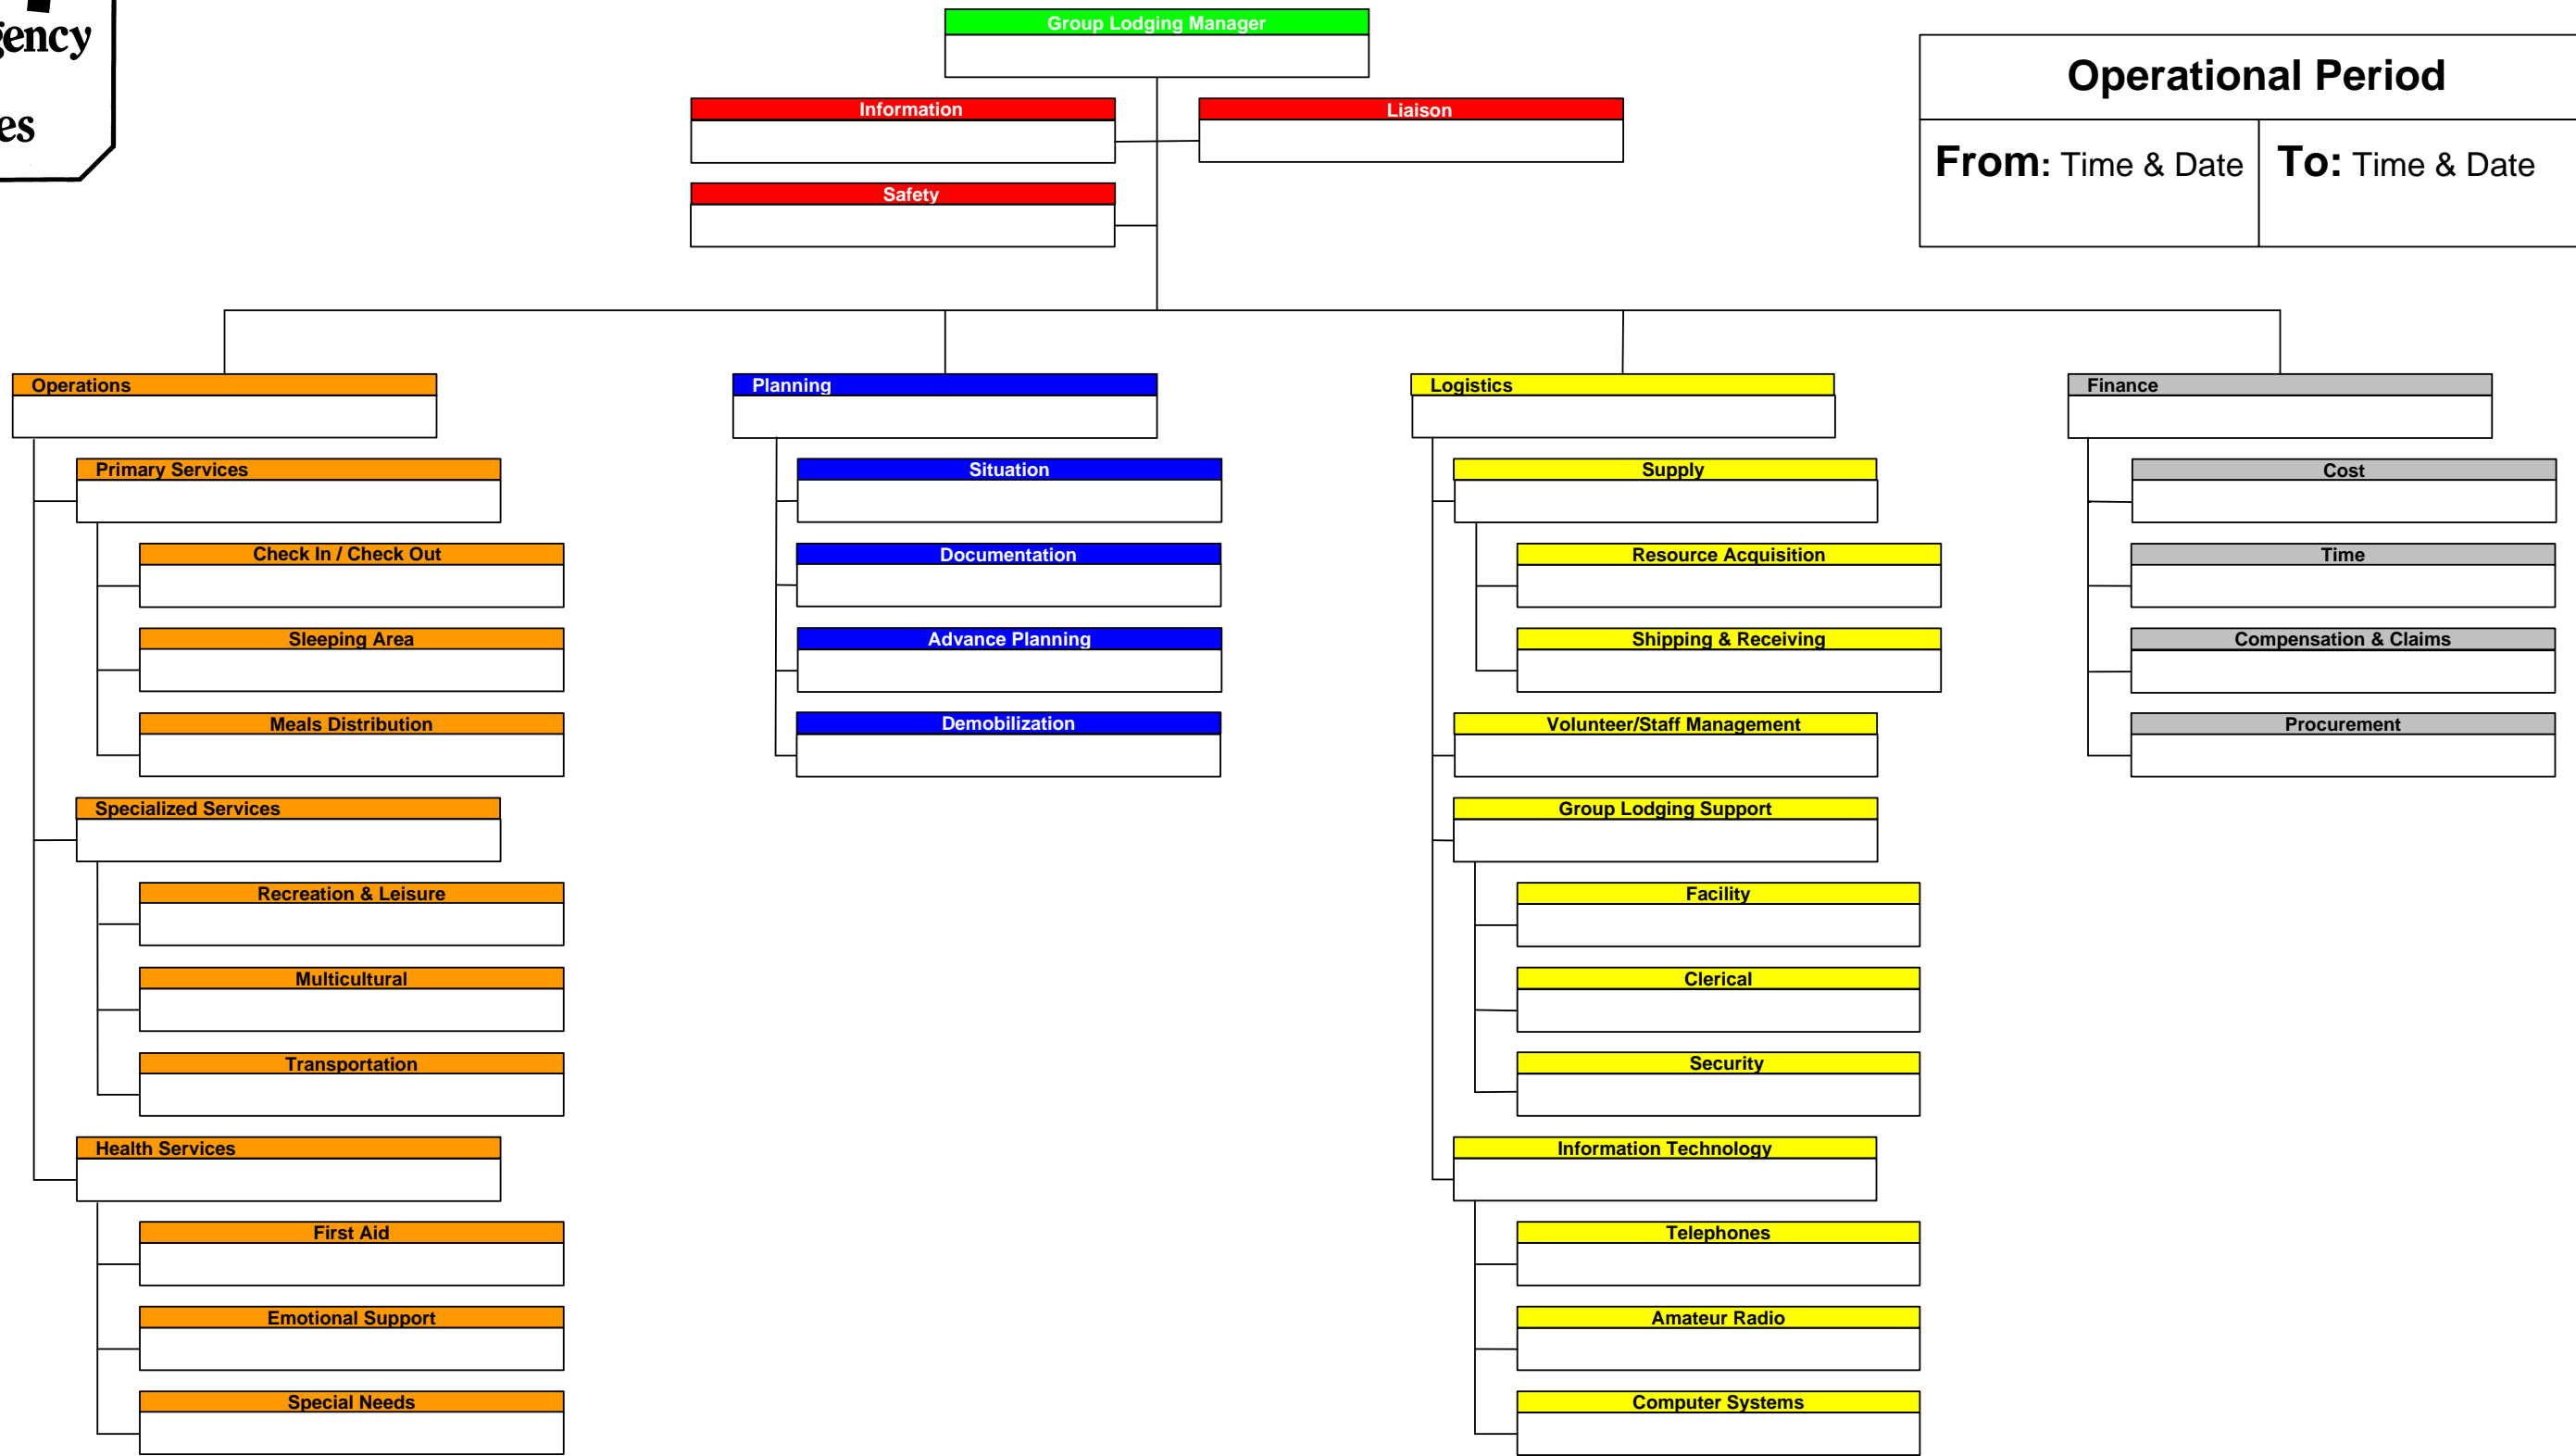 Group Lodging Manager
Information
Liaison
Safety
Operational Period
From: Time & Date
To: Time & Date
Operations
Primary Services
Check In / Check Out
Sleeping Area
Meals Distribution
Specialized Services
Recreation & Leisure
Multicultural
Transportation
Health Services
First Aid
Emotional Support
Special Needs
Planning
Situation
Documentation
Advance Planning
Demobilization
Logistics
Supply
Resource Acquisition
Shipping & Receiving
Volunteer/Staff Management
Group Lodging Support
Facility
Clerical
Security
Information Technology
Telephones
Amateur Radio
Computer Systems
Finance
Cost
Time
Compensation & Claims
Procurement